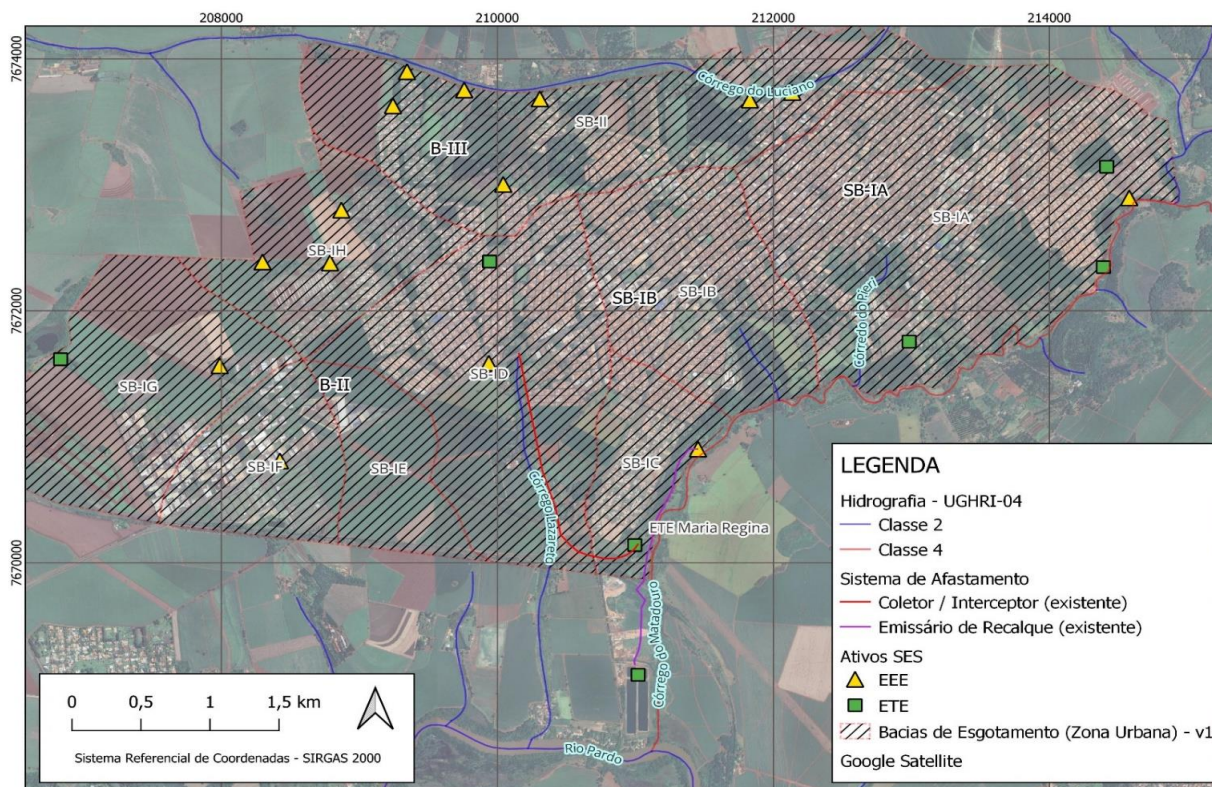 208000
210000
212000
214000
7674000
7672000
7670000
Córrego do Luciano
SB-II
B-III
SB-IA
SB-IA
SB-IH
SB-IB
SB-IB
Córredo do Pieri
SB-IG
B-II
SB-ID
SB-IF
SB-IE
SB-IC
Córrego Lazareto
ETE Maria Regina
Córrego do Matadouro
Rio Pardo
0 0,5 1 1,5 km
Sistema Referencial de Coordenadas - SIRGAS 2000
LEGENDA
Hidrografia - UGHRI-04
Classe 2
Classe 4
Sistema de Afastamento
Coletor / Interceptor (existente)
Emissário de Recalque (existente)
Ativos SES
EEE
ETE
Bacias de Esgotamento (Zona Urbana) - v1
Google Satellite